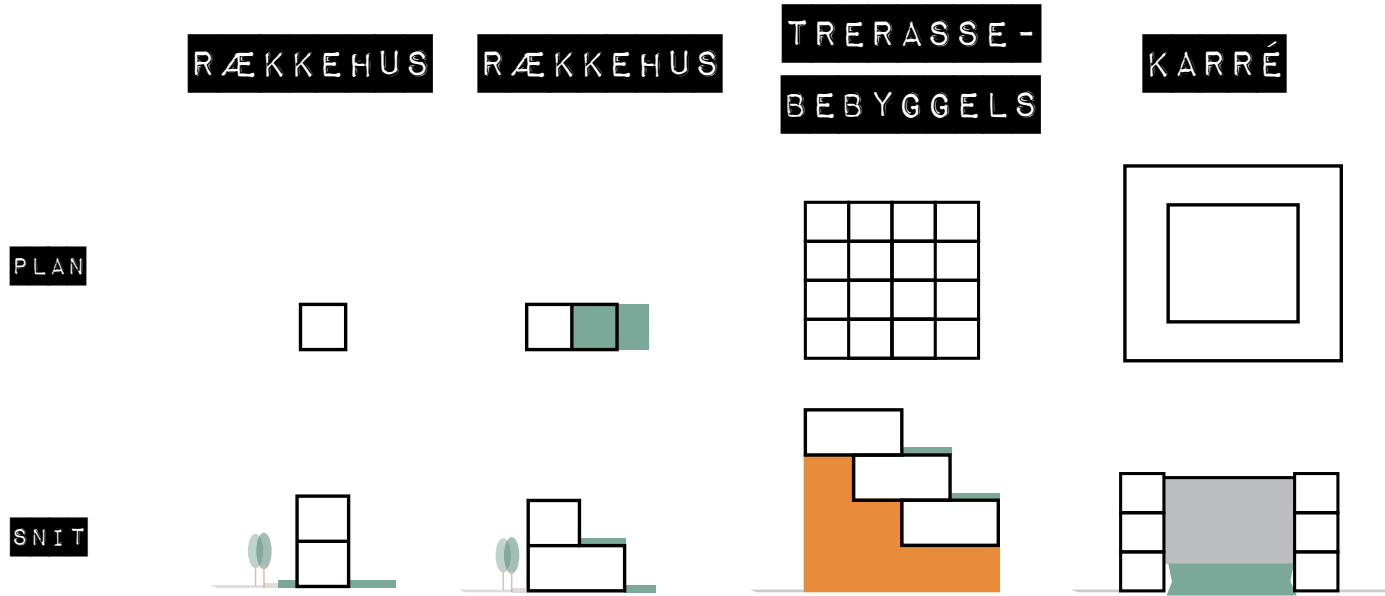 RÆKKEHUS
RÆKKEHUS
TRERASSE-
BEBYGGELS
KARRÉ
PLAN
SNIT